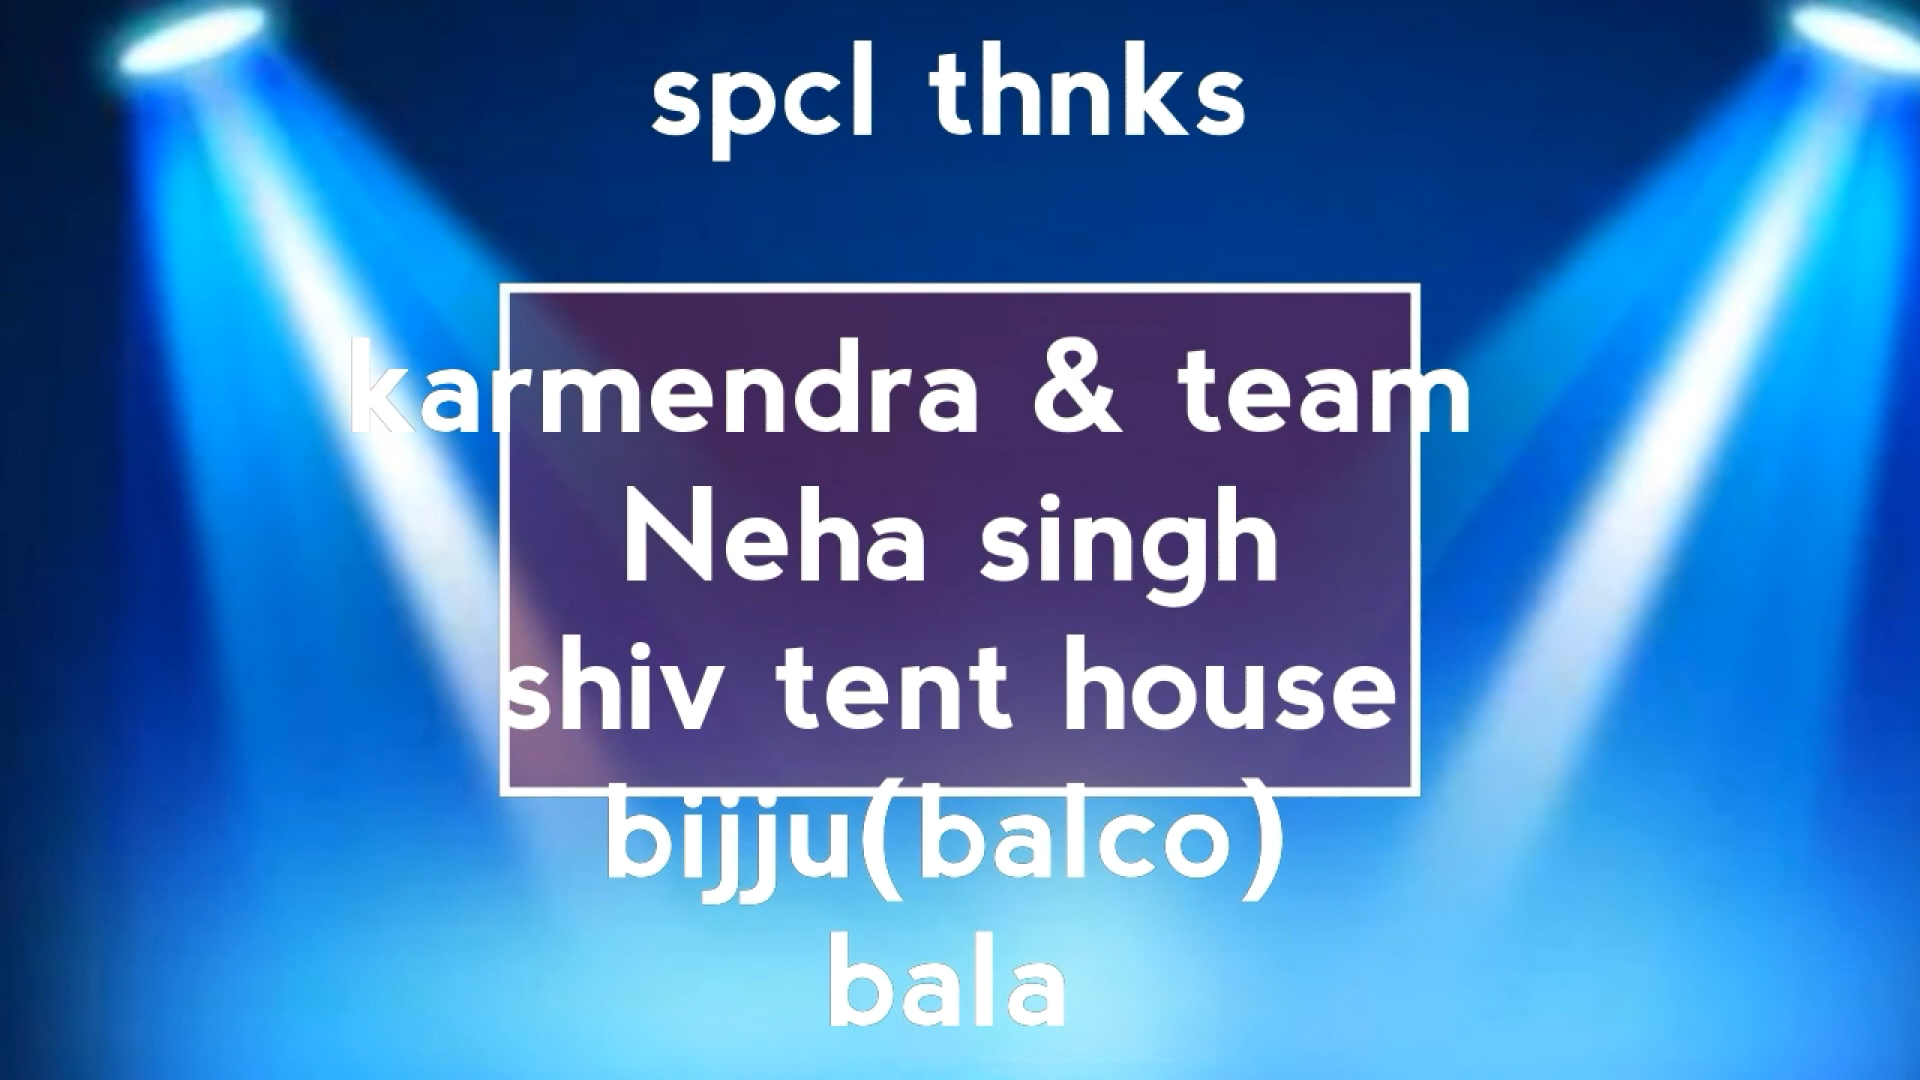 spcl thnks
karmendra & team
Neha singh
shiv tent house
bijju(balco)
bala